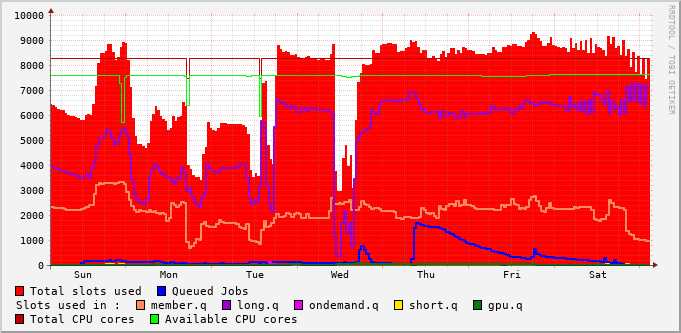 10000
9000
8000
7000
6000
5000
4000
3000
2000
1000
0
Sun Mon Tue Wed Thu Fri Sat
RRDTOOL / TOBI OETIKER
Total slots used Queued Jobs
Slots used in : member.q long.q ondemand.q short.q gpu.q
Total CPU cores Available CPU cores